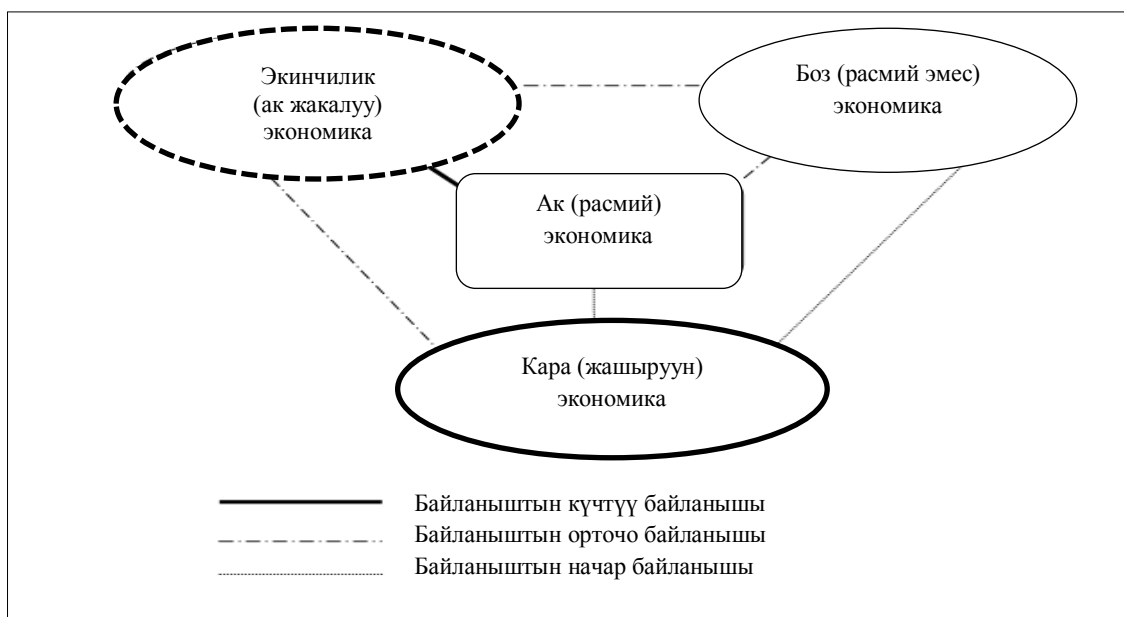 Экинчилик
(ак жакалуу)
экономика
Боз (расмий эмес)
экономика
Ак (расмий)
экономика
Кара (жашыруун)
экономика
Байланыштын күчтүү байланышы
Байланыштын орточо байланышы
Байланыштын начар байланышы